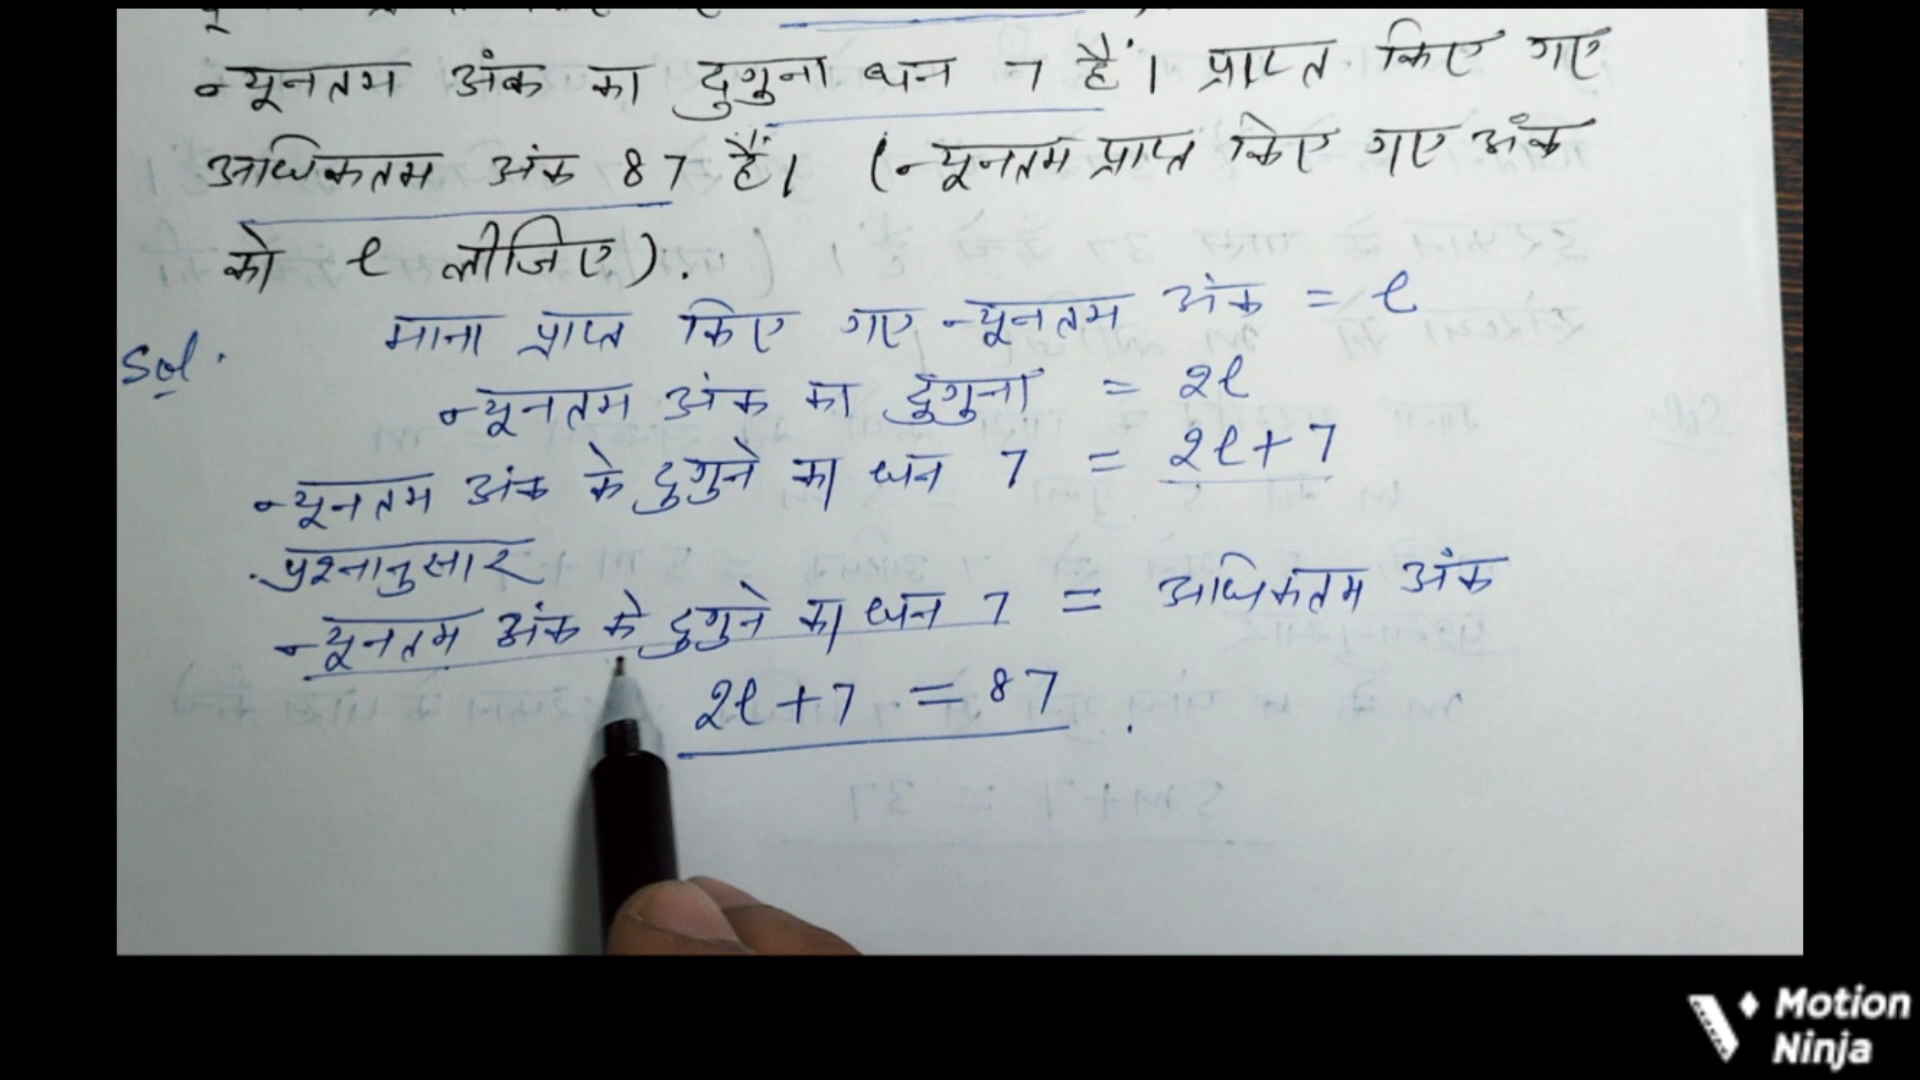 न्यूनतम अंक का दुगुना धन 7 है। प्राप्त किए गए
अधिकतम अंक 87 हैं। (न्यूनतम प्राप्त किए गए अंक
को l लीजिए).
Sol. माना प्राप्त किए गए न्यूनतम अंक = l
न्यूनतम अंक का दुगुना = 2l
न्यूनतम अंक के दुगुने का धन 7 = 2l+7
प्रश्नानुसार
न्यूनतम अंक के दुगुने का धन 7 = अधिकतम अंक
2l+7 = 87
Motion
Ninja